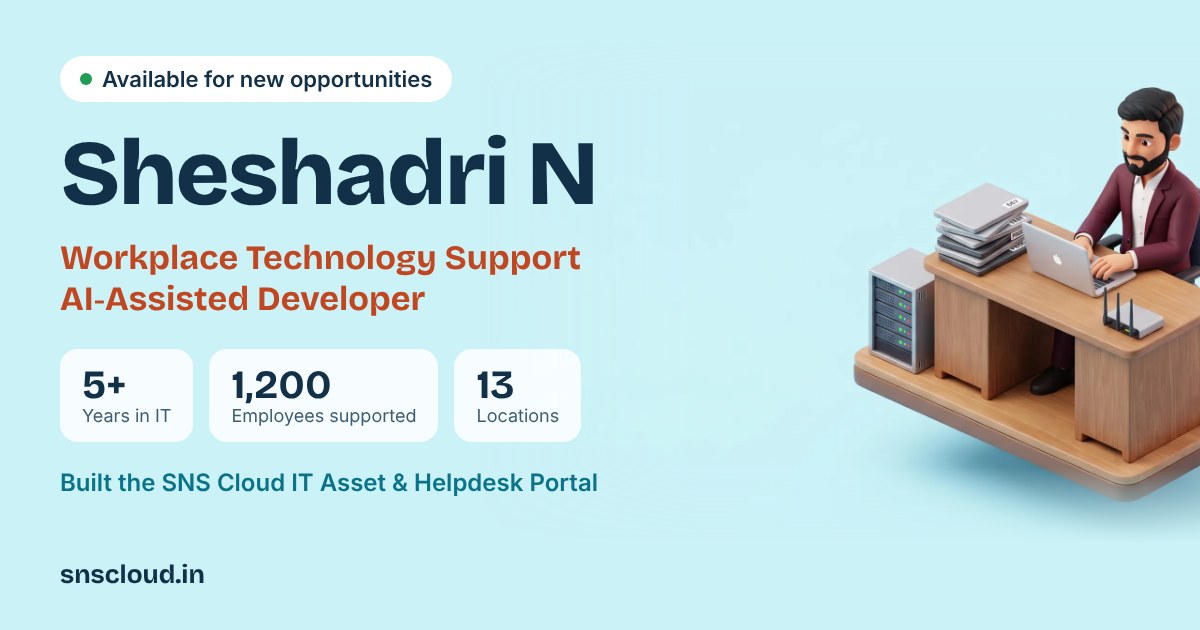 Available for new opportunities
Sheshadri N
Workplace Technology Support
AI-Assisted Developer
5+
Years in IT
1,200
Employees supported
13
Locations
Built the SNS Cloud IT Asset & Helpdesk Portal
snscloud.in
DEV